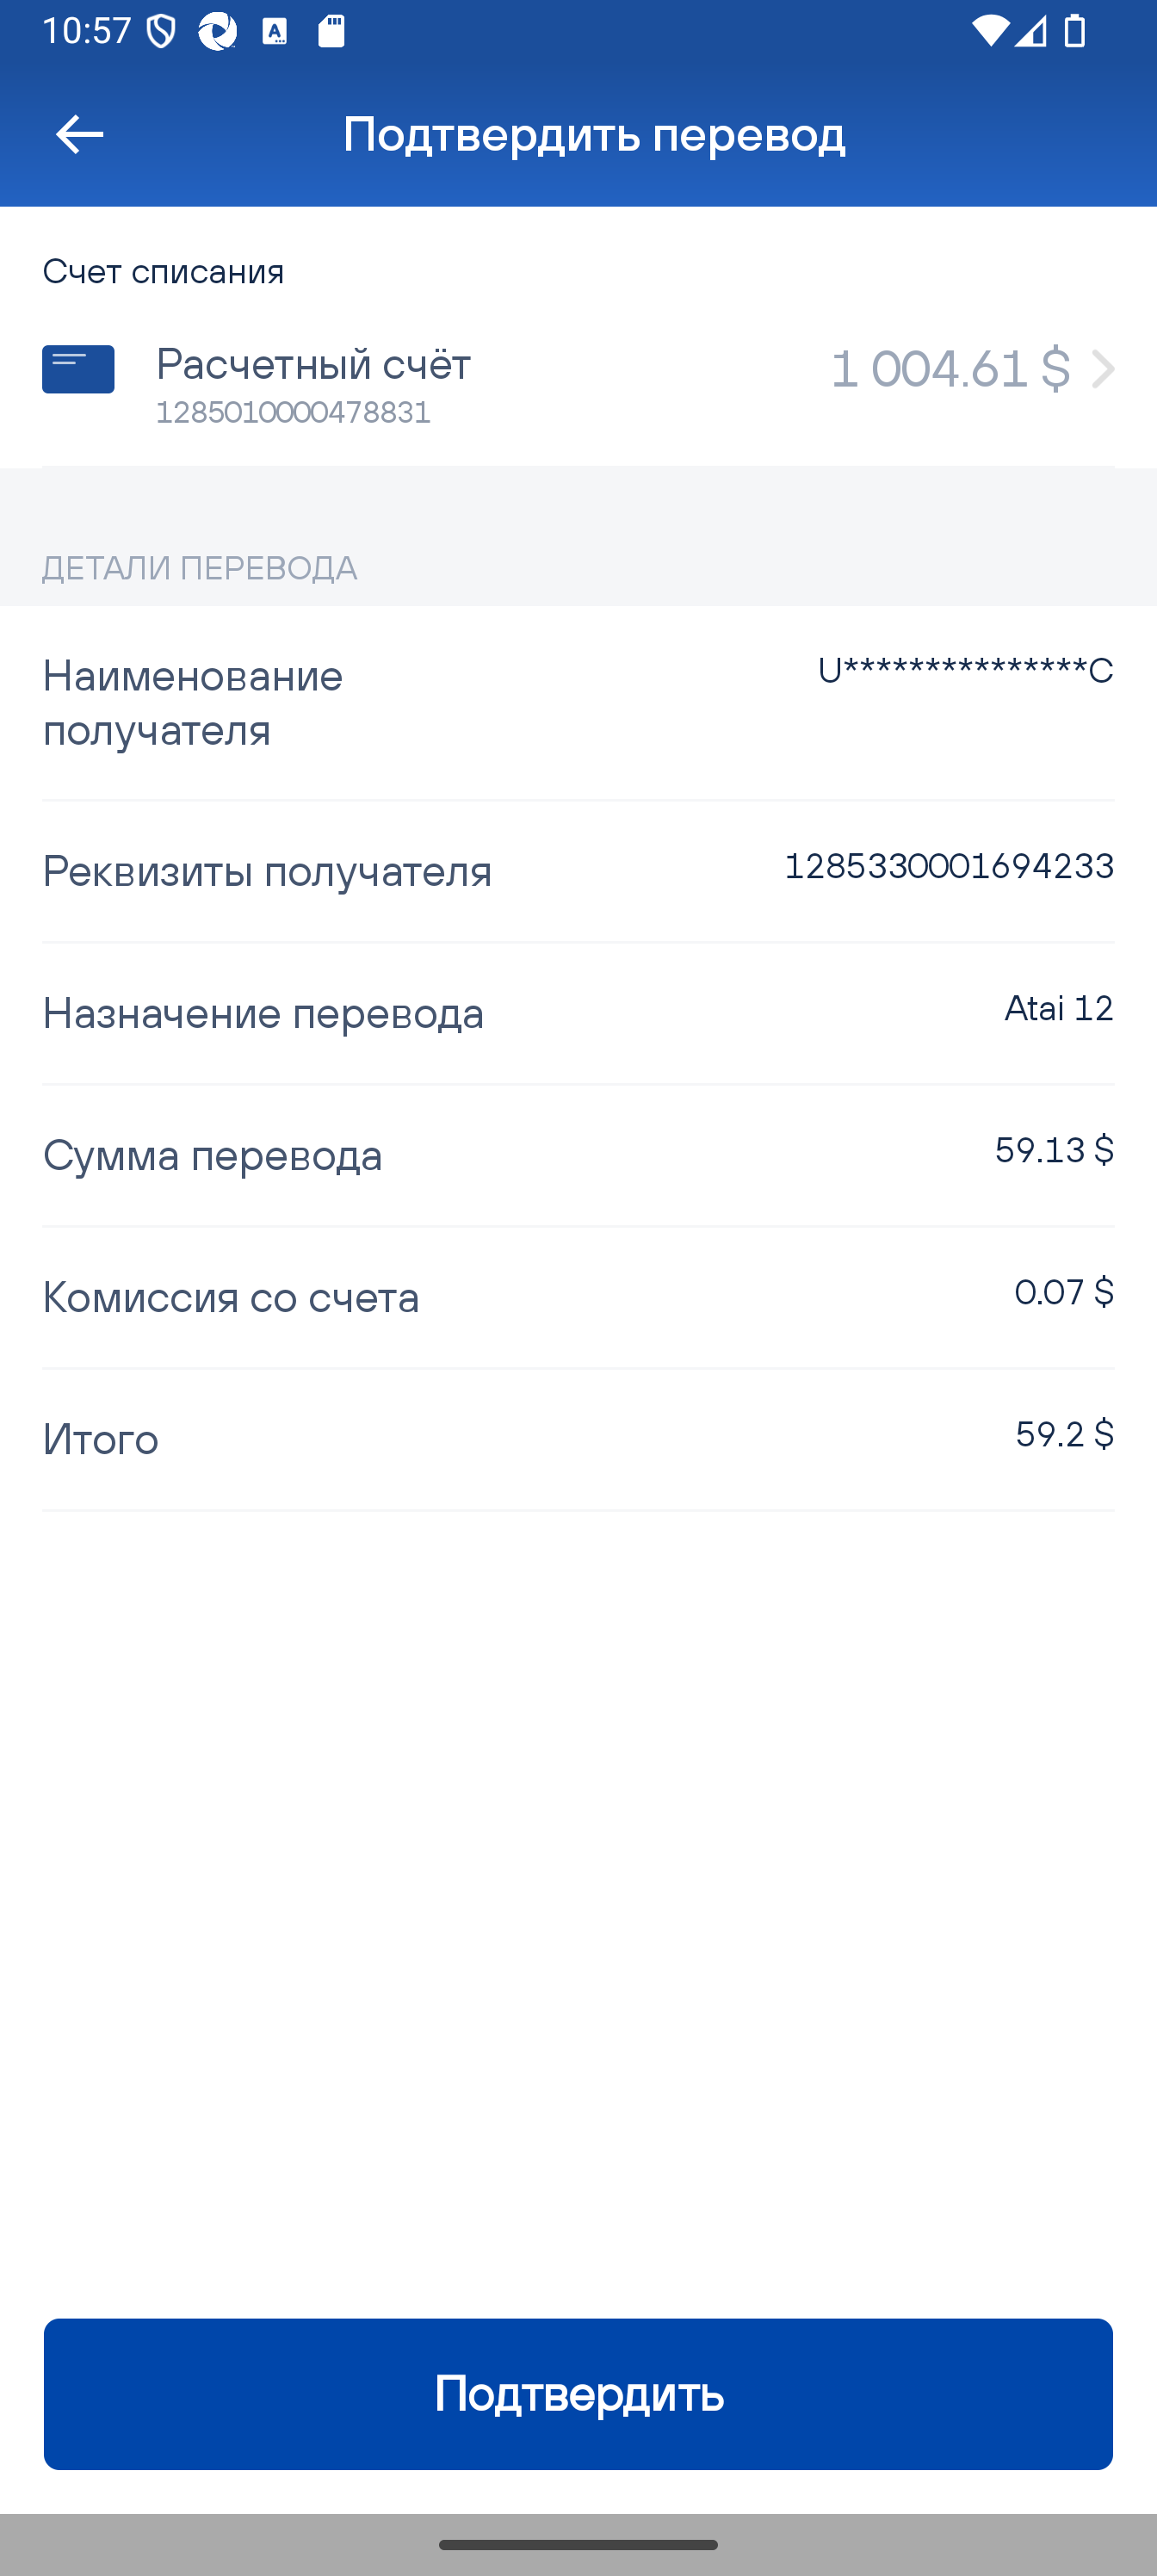 10:57
Подтвердить перевод
Счет списания
Расчетный счёт
1 004.61 $
1285010000478831
ДЕТАЛИ ПЕРЕВОДА
Наименование
получателя
U***************C
Реквизиты получателя
1285330001694233
Назначение перевода
Atai 12
Сумма перевода
59.13 $
Комиссия со счета
0.07 $
Итого
59.2 $
Подтвердить